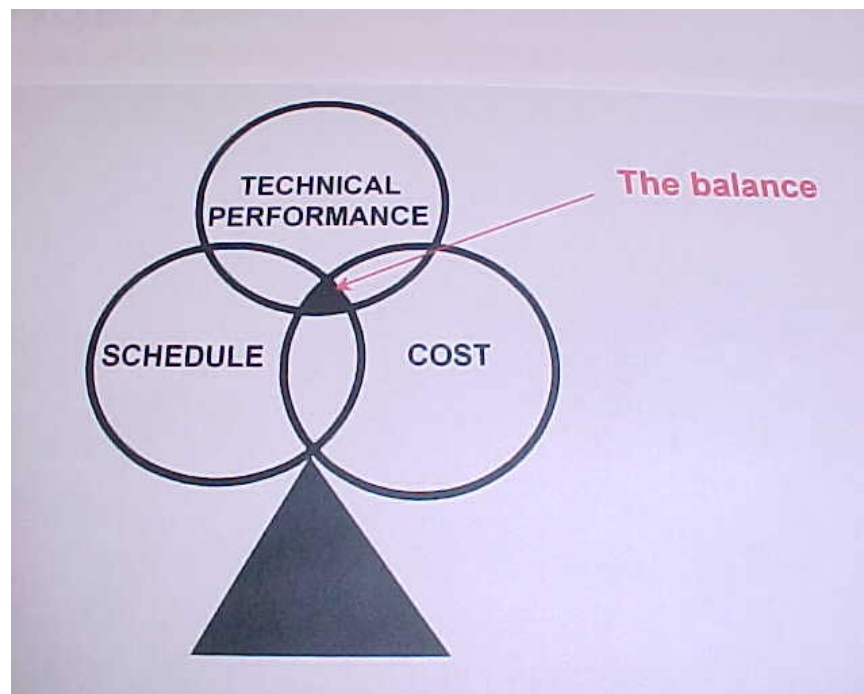 TECHNICAL
PERFORMANCE
The balance
SCHEDULE
COST